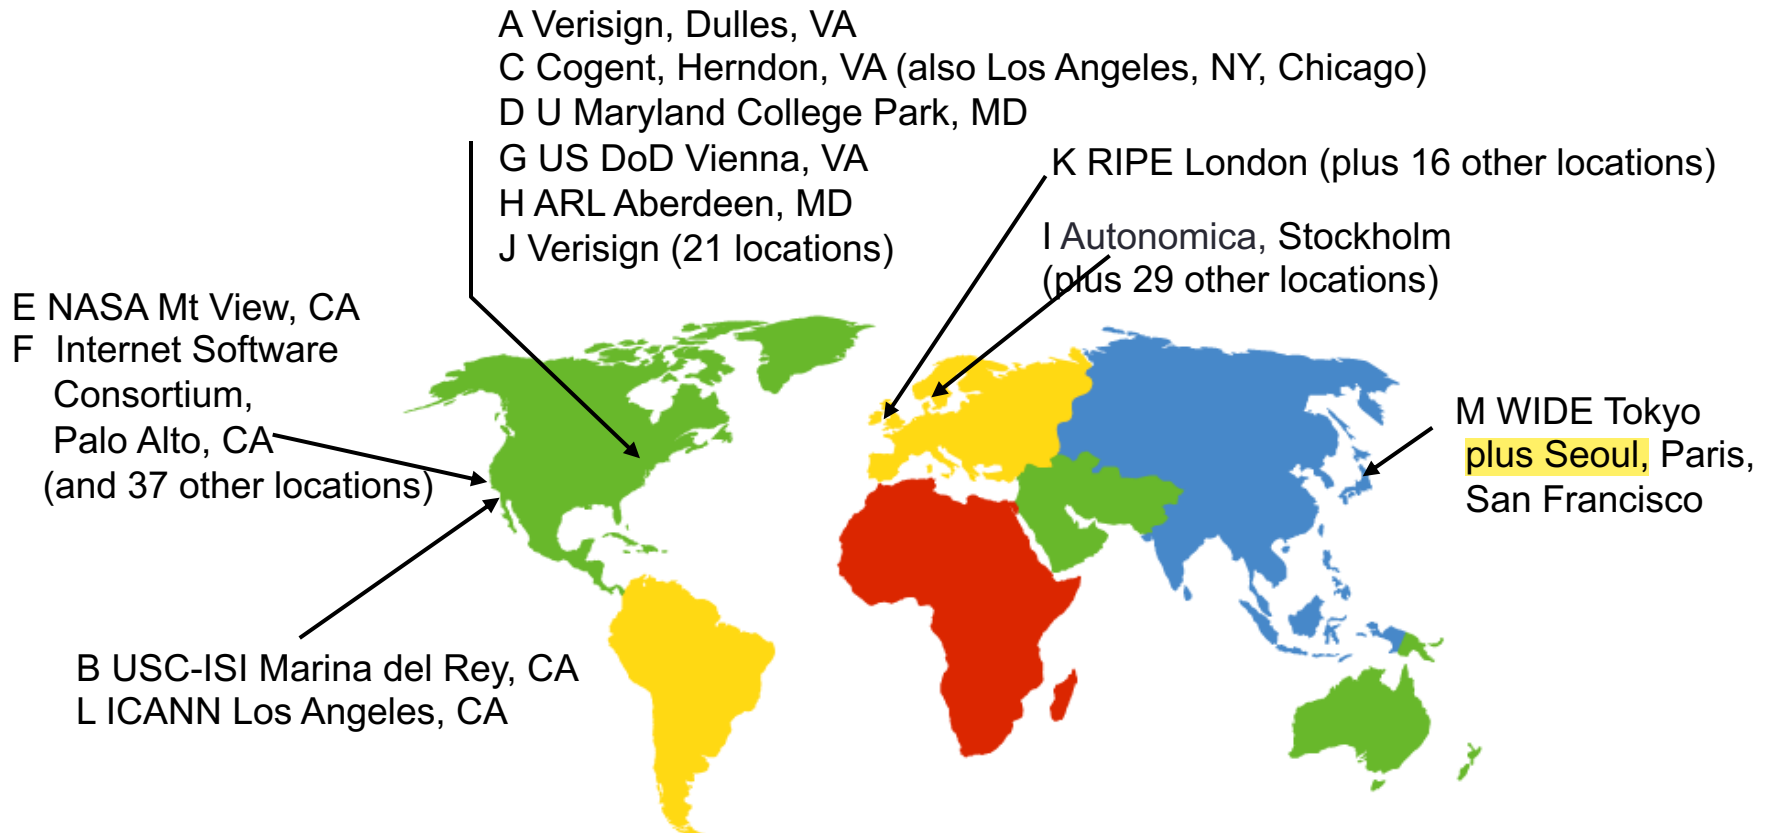 A Verisign, Dulles, VA
C Cogent, Herndon, VA (also Los Angeles, NY, Chicago)
D U Maryland College Park, MD
G US DoD Vienna, VA
H ARL Aberdeen, MD
J Verisign (21 locations)
K RIPE London (plus 16 other locations)
I Autonomica, Stockholm
(plus 29 other locations)
E NASA Mt View, CA
F Internet Software
Consortium,
Palo Alto, CA
(and 37 other locations)
M WIDE Tokyo
plus Seoul, Paris,
San Francisco
B USC-ISI Marina del Rey, CA
L ICANN Los Angeles, CA